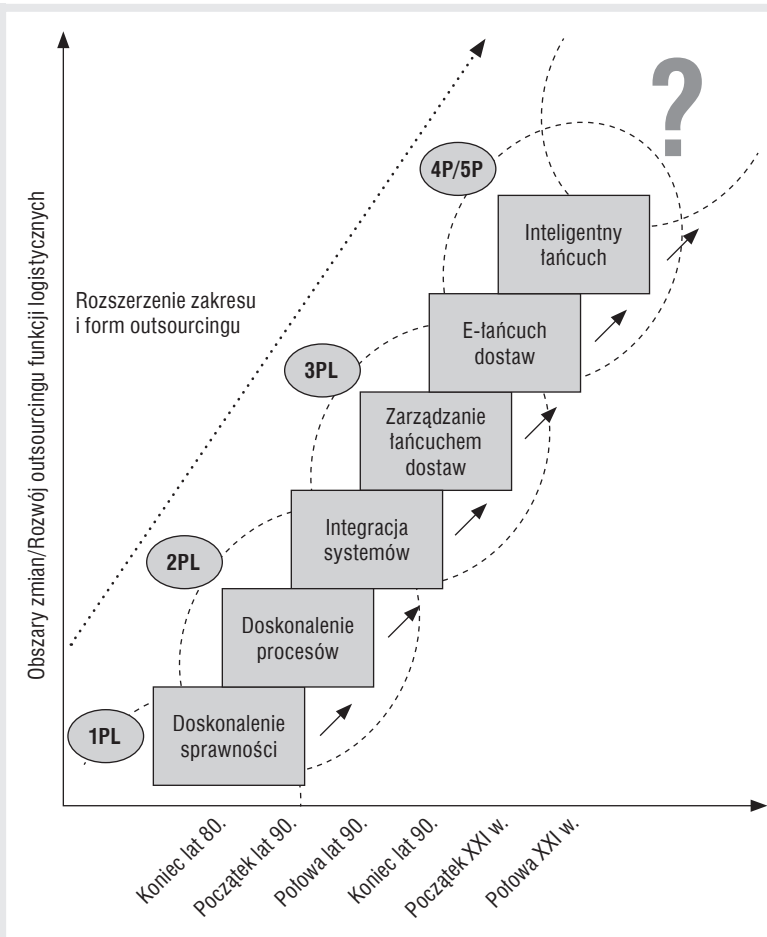 ?
4P/5P
Inteligentny
łańcuch
Rozszerzenie zakresu
i form outsourcingu
E-łańcuch
dostaw
3PL
Zarządzanie
łańcuchem
dostaw
Integracja
systemów
2PL
Doskonalenie
procesów
1PL
Doskonalenie
sprawności
Obszary zmian/Rozwój outsourcingu funkcji logistycznych
Koniec lat 80.
Początek lat 90.
Połowa lat 90.
Koniec lat 90.
Początek XXI w.
Połowa XXI w.